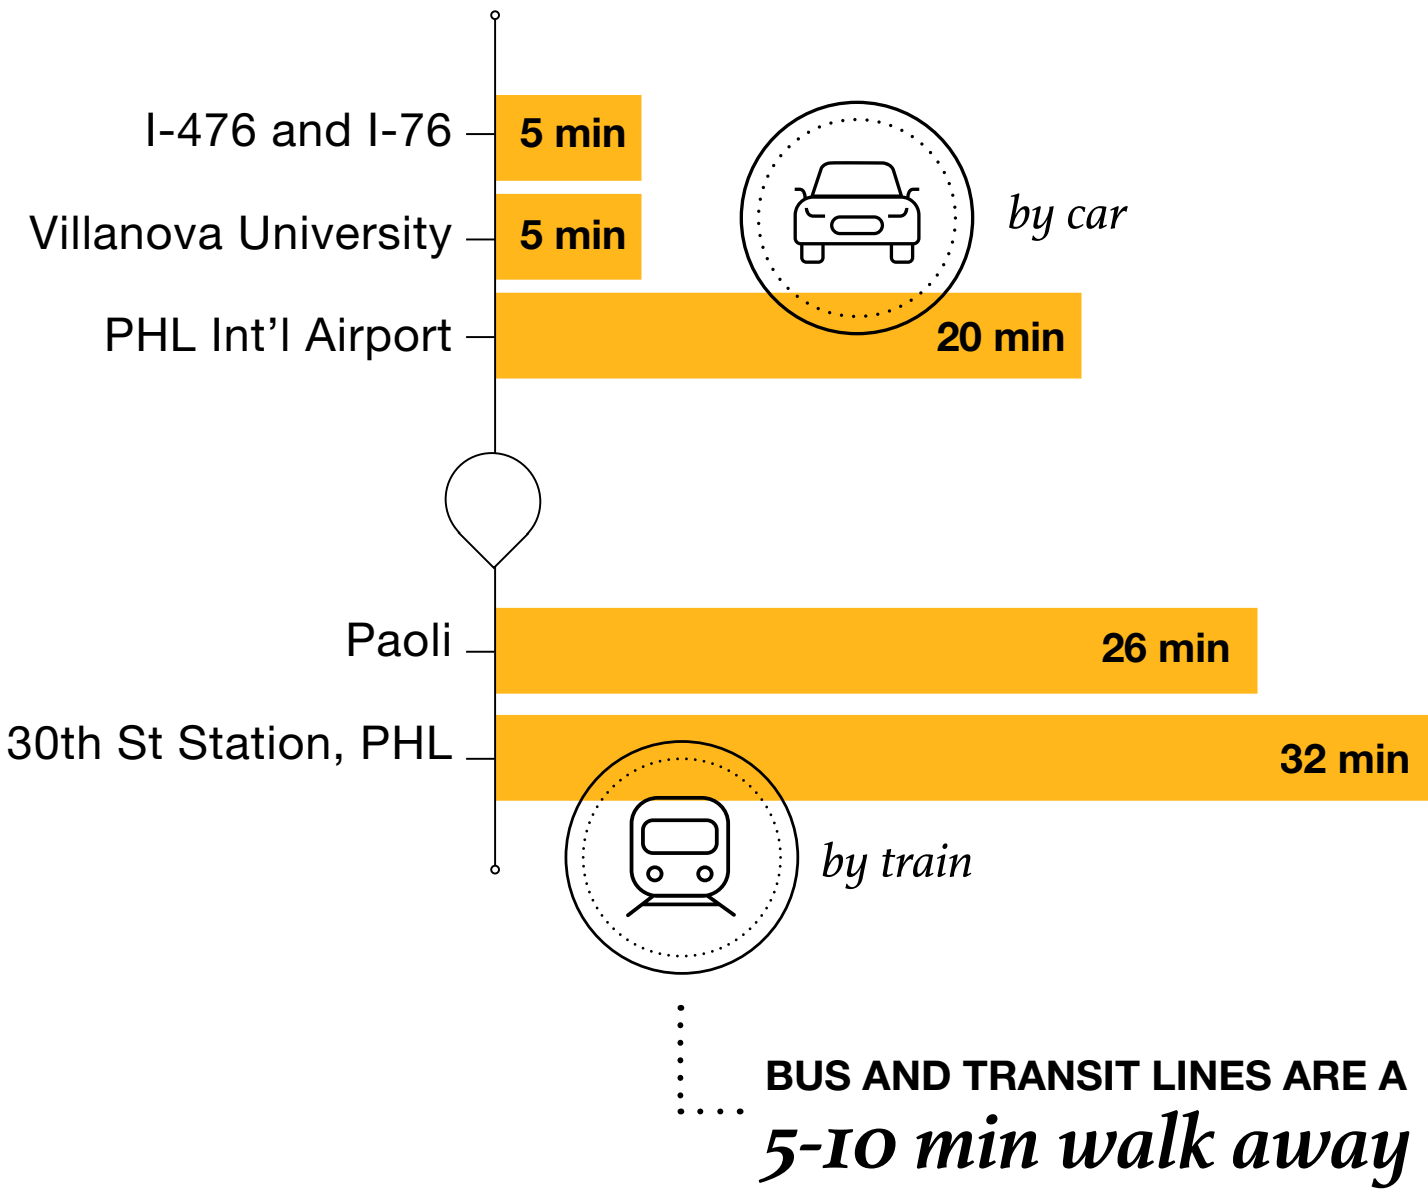 I-476 and I-76
5 min
Villanova University
5 min
by car
PHL Int’l Airport
20 min
Paoli
26 min
30th St Station, PHL
32 min
by train
BUS AND TRANSIT LINES ARE A
5-10 min walk away